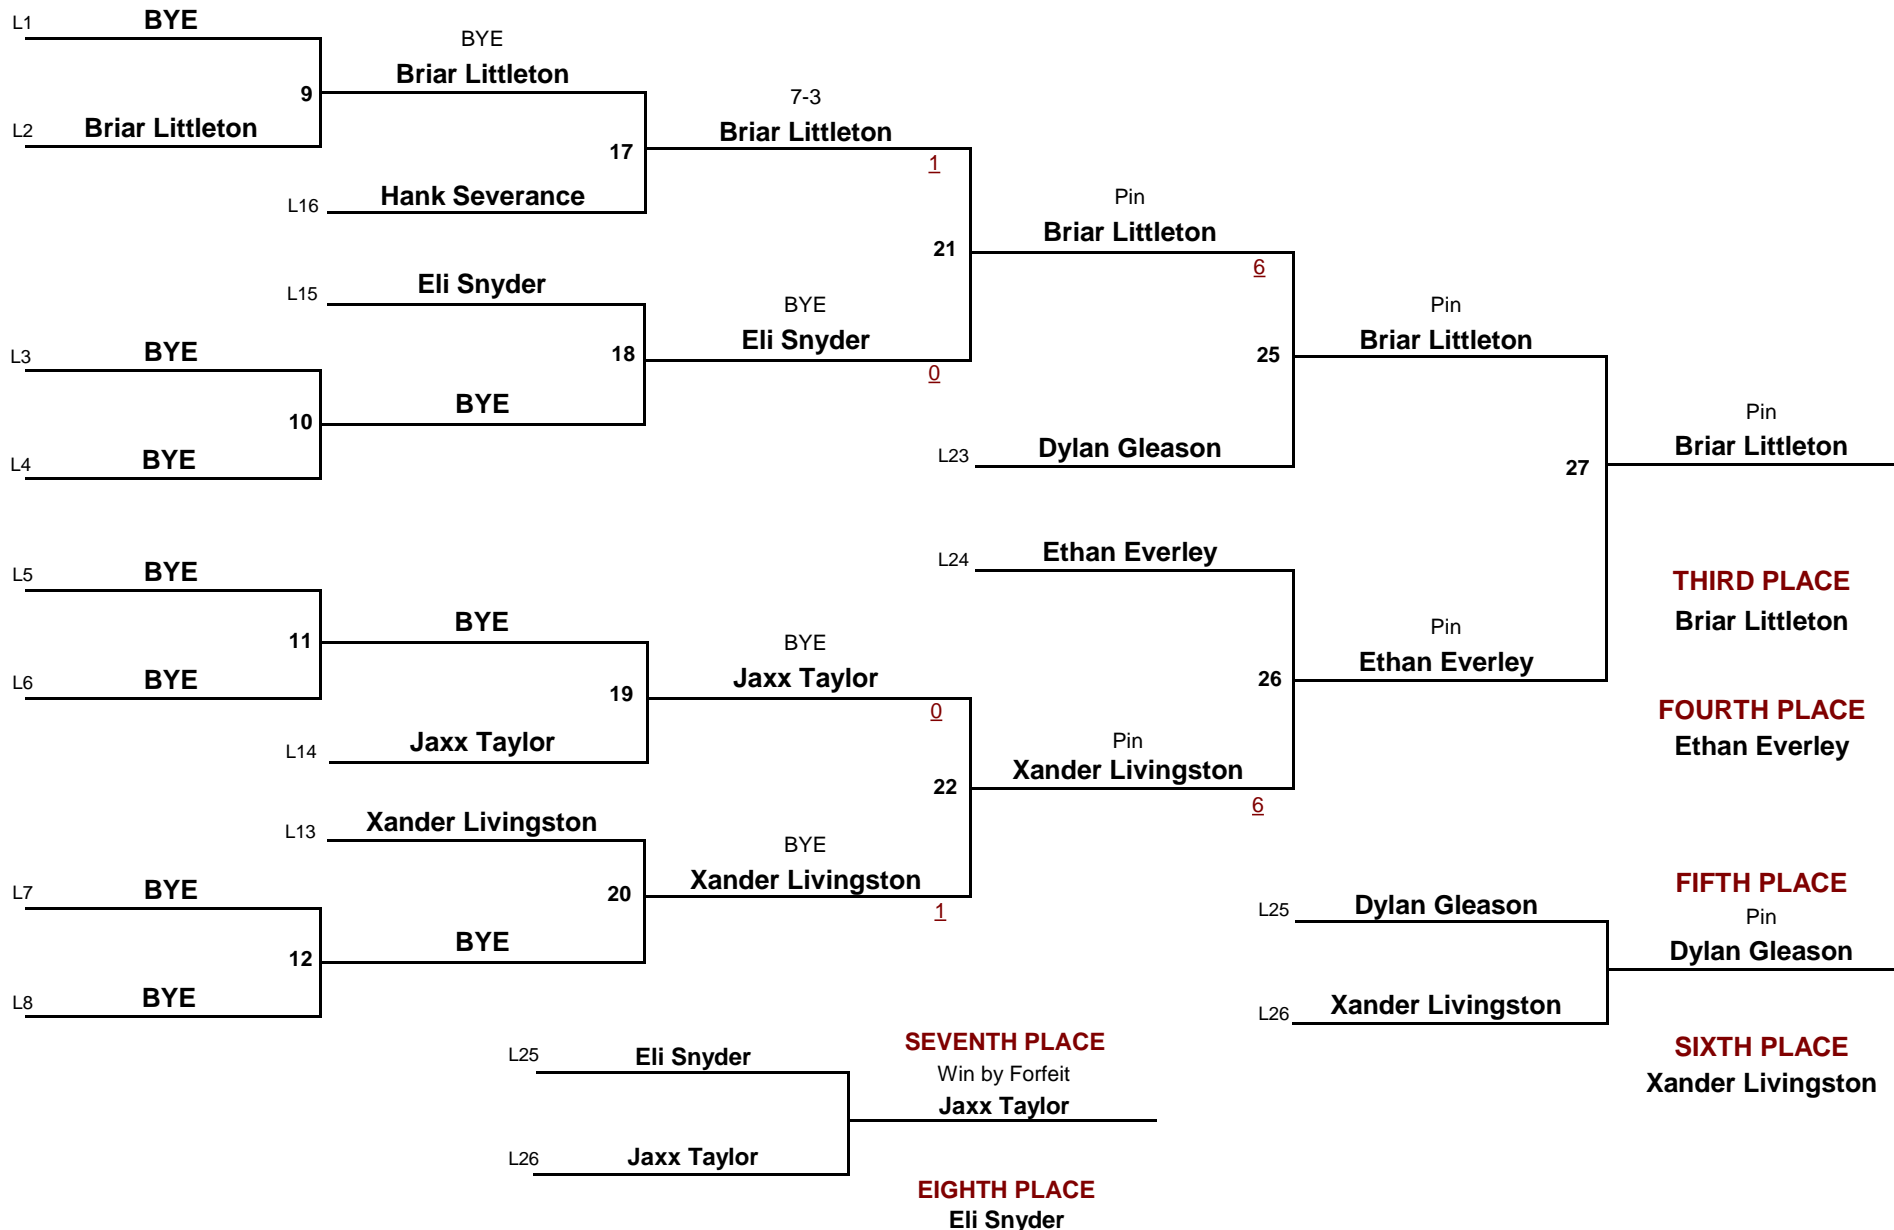 L1
BYE
9
L2
Briar Littleton
BYE
Briar Littleton
17
L16
Hank Severance
7-3
Briar Littleton
1
L15
Eli Snyder
18
L3
BYE
10
L4
BYE
BYE
BYE
Eli Snyder
0
21
Pin
Briar Littleton
6
25
L23
Dylan Gleason
Pin
Briar Littleton
27
Pin
Briar Littleton
L5
BYE
11
L6
BYE
BYE
19
L14
Jaxx Taylor
BYE
Jaxx Taylor
0
22
L13
Xander Livingston
20
L7
BYE
12
L8
BYE
BYE
BYE
Xander Livingston
1
L24
Ethan Everley
26
Pin
Xander Livingston
6
Pin
Ethan Everley
THIRD PLACE
Briar Littleton
FOURTH PLACE
Ethan Everley
L25
Dylan Gleason
L26
Xander Livingston
FIFTH PLACE
Pin
Dylan Gleason
SIXTH PLACE
Xander Livingston
L25
Eli Snyder
L26
Jaxx Taylor
SEVENTH PLACE
Win by Forfeit
Jaxx Taylor
EIGHTH PLACE
Eli Snyder